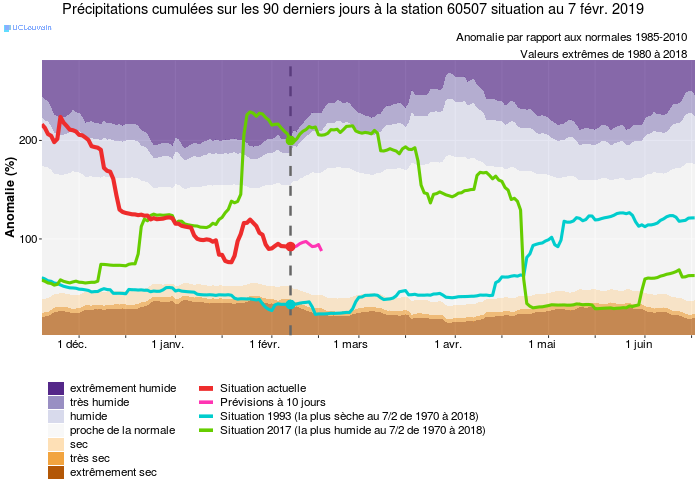 Précipitations cumulées sur les 90 derniers jours à la station 60507 situation au 7 févr. 2019
UCLouvain
Anomalie par rapport aux normales 1985-2010
Valeurs extrêmes de 1980 à 2018
Anomalie (%)
200
100
1 déc.
1 janv.
1 févr.
1 mars
1 avr.
1 mai
1 juin
extrêmement humide
très humide
humide
proche de la normale
sec
très sec
extrêmement sec
Situation actuelle
Prévisions à 10 jours
Situation 1993 (la plus sèche au 7/2 de 1970 à 2018)
Situation 2017 (la plus humide au 7/2 de 1970 à 2018)